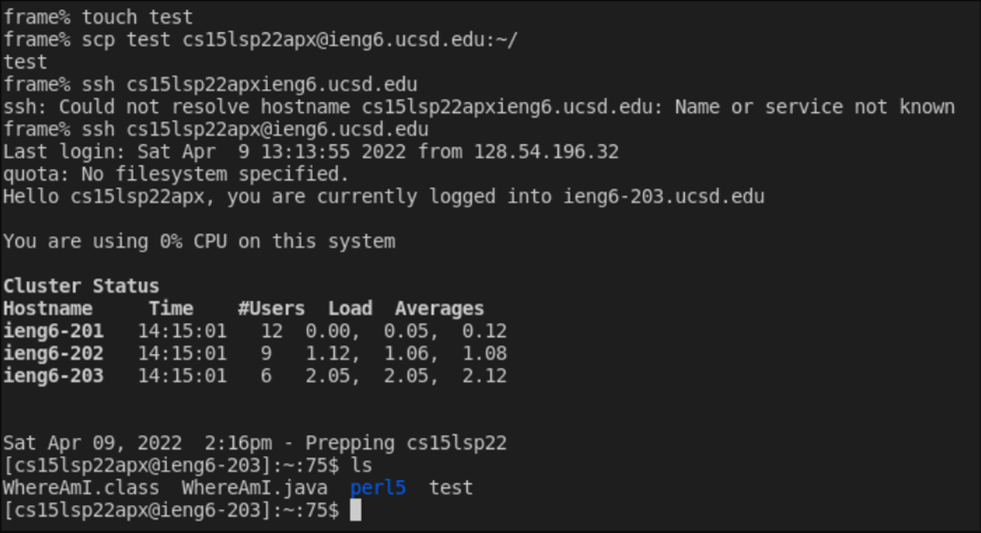 frame% touch test
frame% scp test cs15lsp22apx@ieng6.ucsd.edu:~/
test
frame% ssh cs15lsp22apxieng6.ucsd.edu
ssh: Could not resolve hostname cs15lsp22apxieng6.ucsd.edu: Name or service not known
frame% ssh cs15lsp22apx@ieng6.ucsd.edu
Last login: Sat Apr  9 13:13:55 2022 from 128.54.196.32
quota: No filesystem specified.
Hello cs15lsp22apx, you are currently logged into ieng6-203.ucsd.edu
You are using 0% CPU on this system
Cluster Status
Hostname     Time    #Users  Load  Averages
ieng6-201   14:15:01   12  0.00,  0.05,  0.12
ieng6-202   14:15:01   9   1.12,  1.06,  1.08
ieng6-203   14:15:01   6   2.05,  2.05,  2.12
Sat Apr 09, 2022  2:16pm - Prepping cs15lsp22
[cs15lsp22apx@ieng6-203]:~:75$ ls
WhereAmI.class  WhereAmI.java  perl5  test
[cs15lsp22apx@ieng6-203]:~:75$